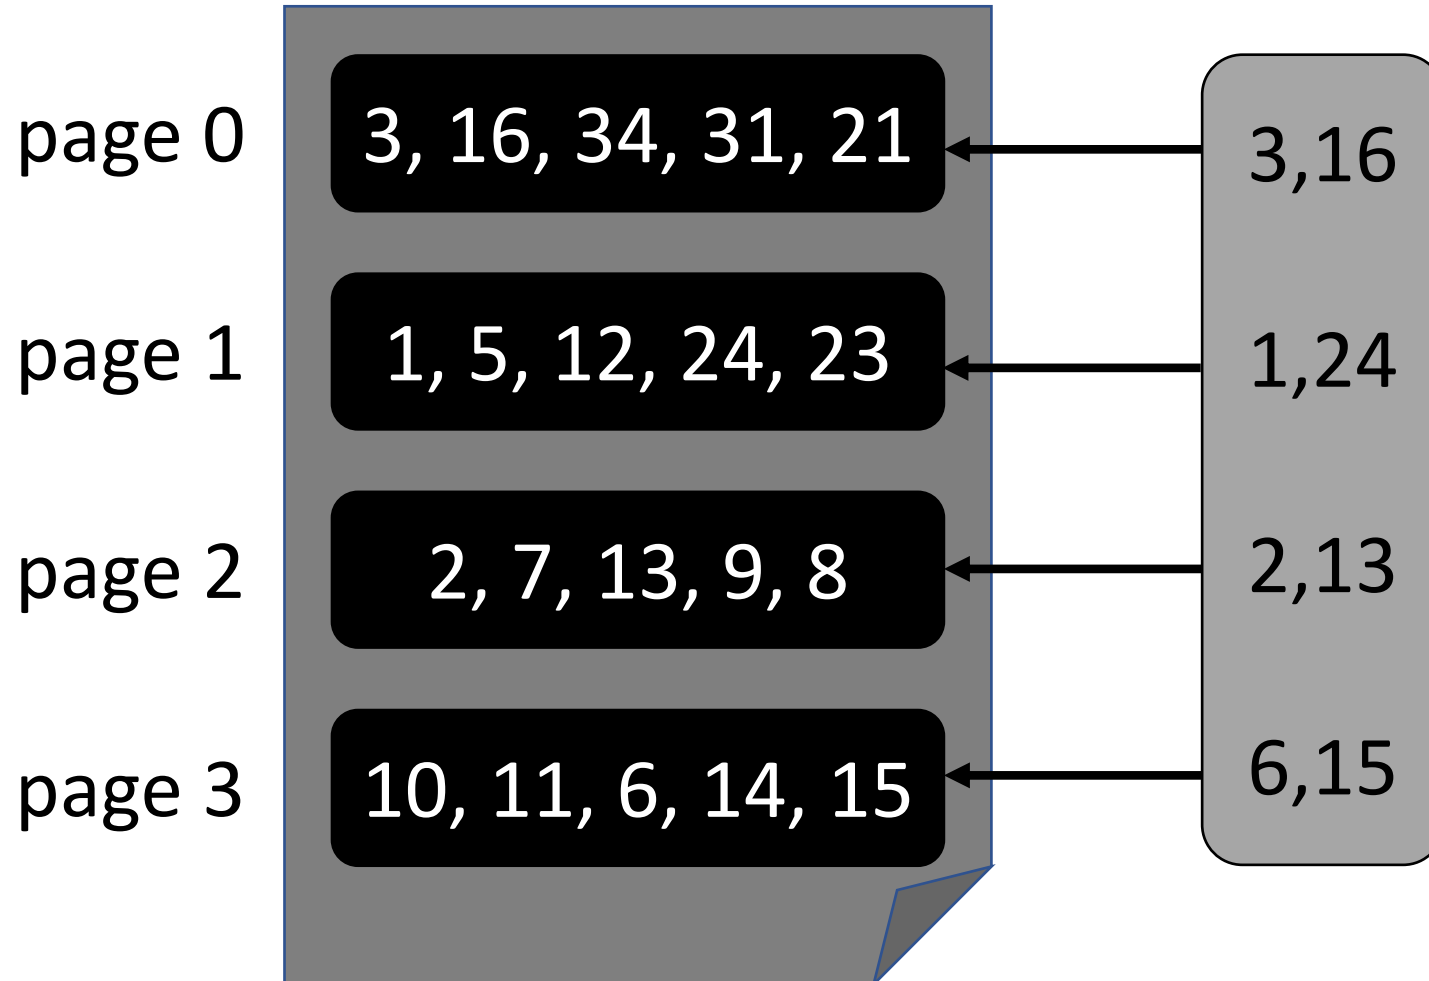 page 0 3, 16, 34, 31, 21 3,16
page 1 1, 5, 12, 24, 23 1,24
page 2 2, 7, 13, 9, 8 2,13
page 3 10, 11, 6, 14, 15 6,15